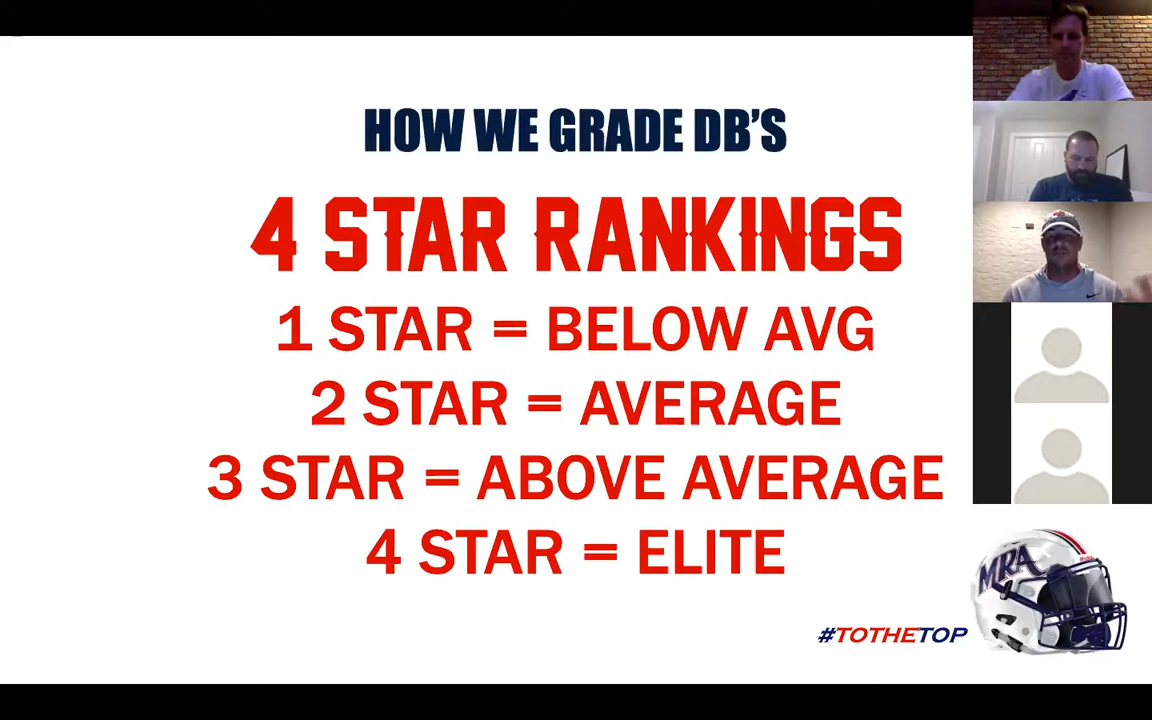 HOW WE GRADE DB'S
4 STAR RANKINGS
1 STAR = BELOW AVG
2 STAR = AVERAGE
3 STAR = ABOVE AVERAGE
4 STAR = ELITE
MRA
Riddell
#TOTHETOP